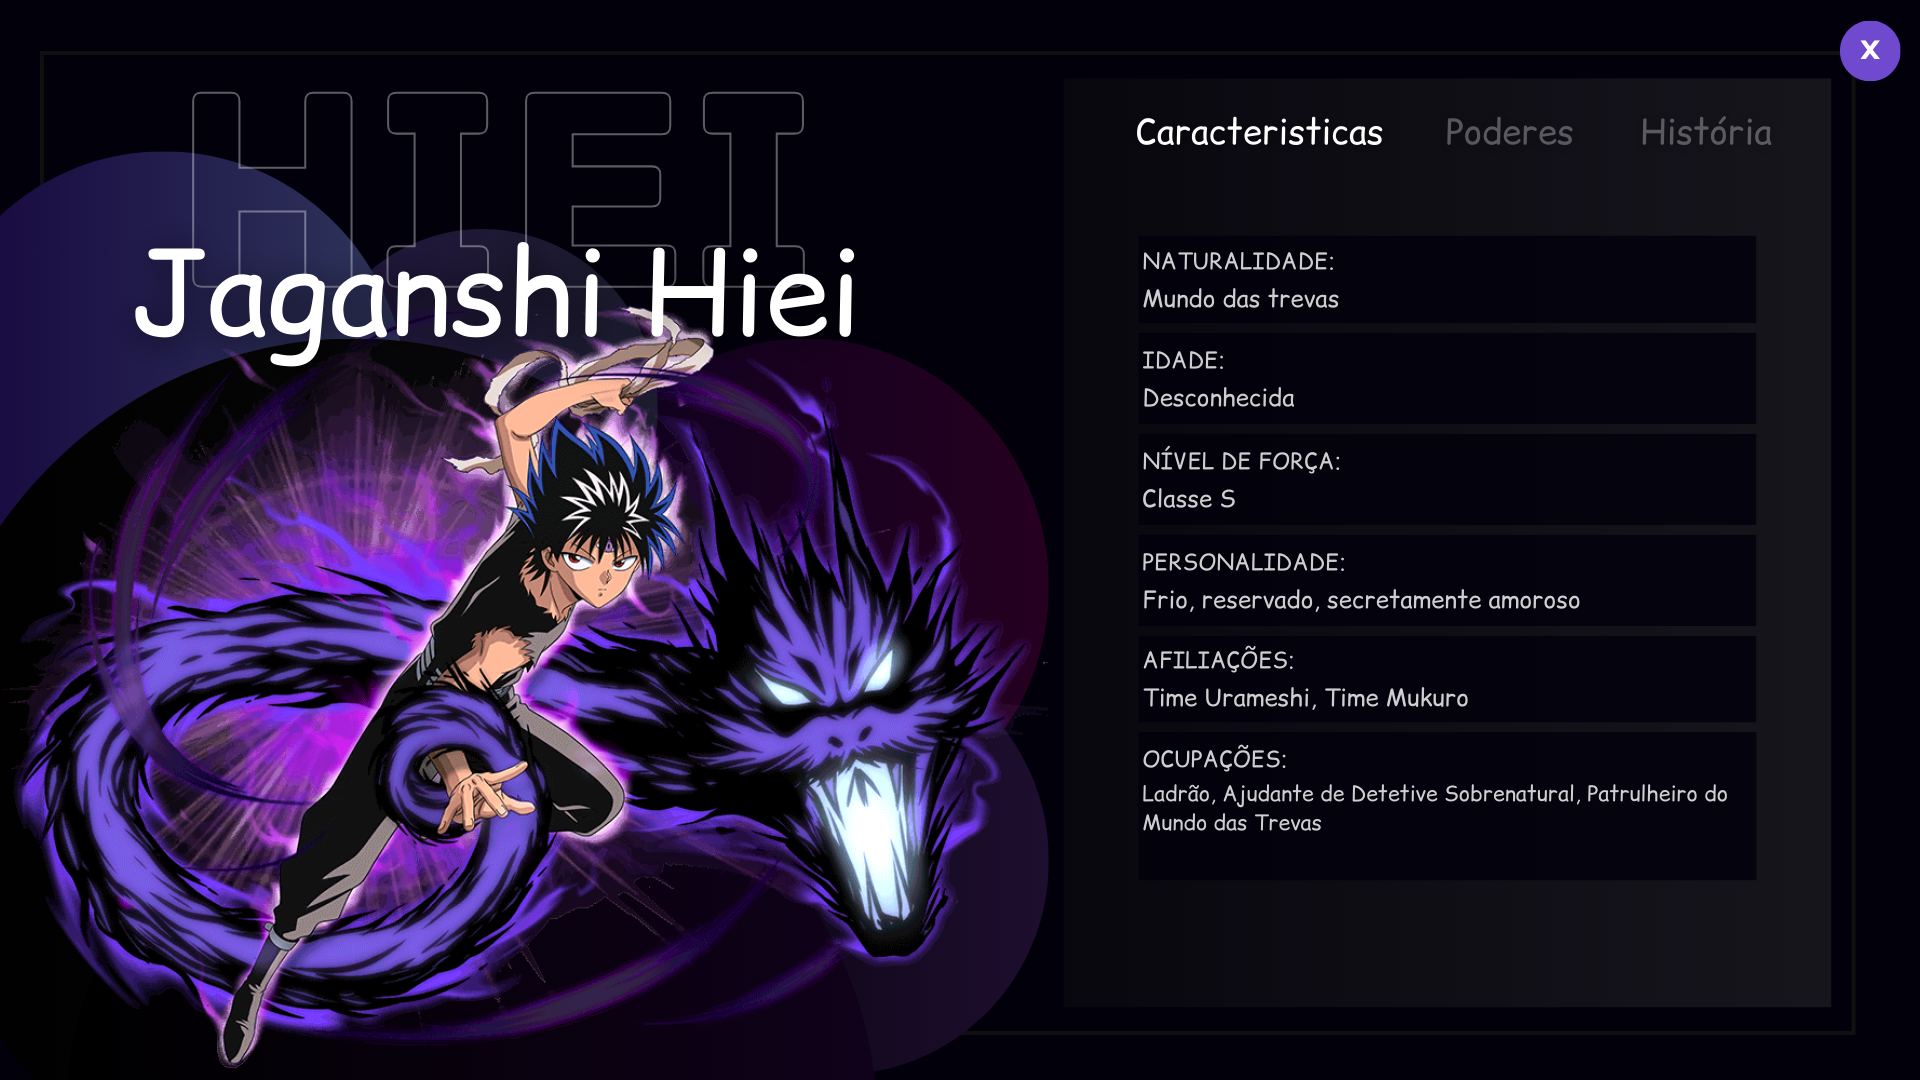 HIEI
Jaganshi Hiei
X
Caracteristicas
Poderes
História
NATURALIDADE:
Mundo das trevas
IDADE:
Desconhecida
NÍVEL DE FORÇA:
Classe S
PERSONALIDADE:
Frio, reservado, secretamente amoroso
AFILIAÇÕES:
Time Urameshi, Time Mukuro
OCUPAÇÕES:
Ladrão, Ajudante de Detetive Sobrenatural, Patrulheiro do
Mundo das Trevas